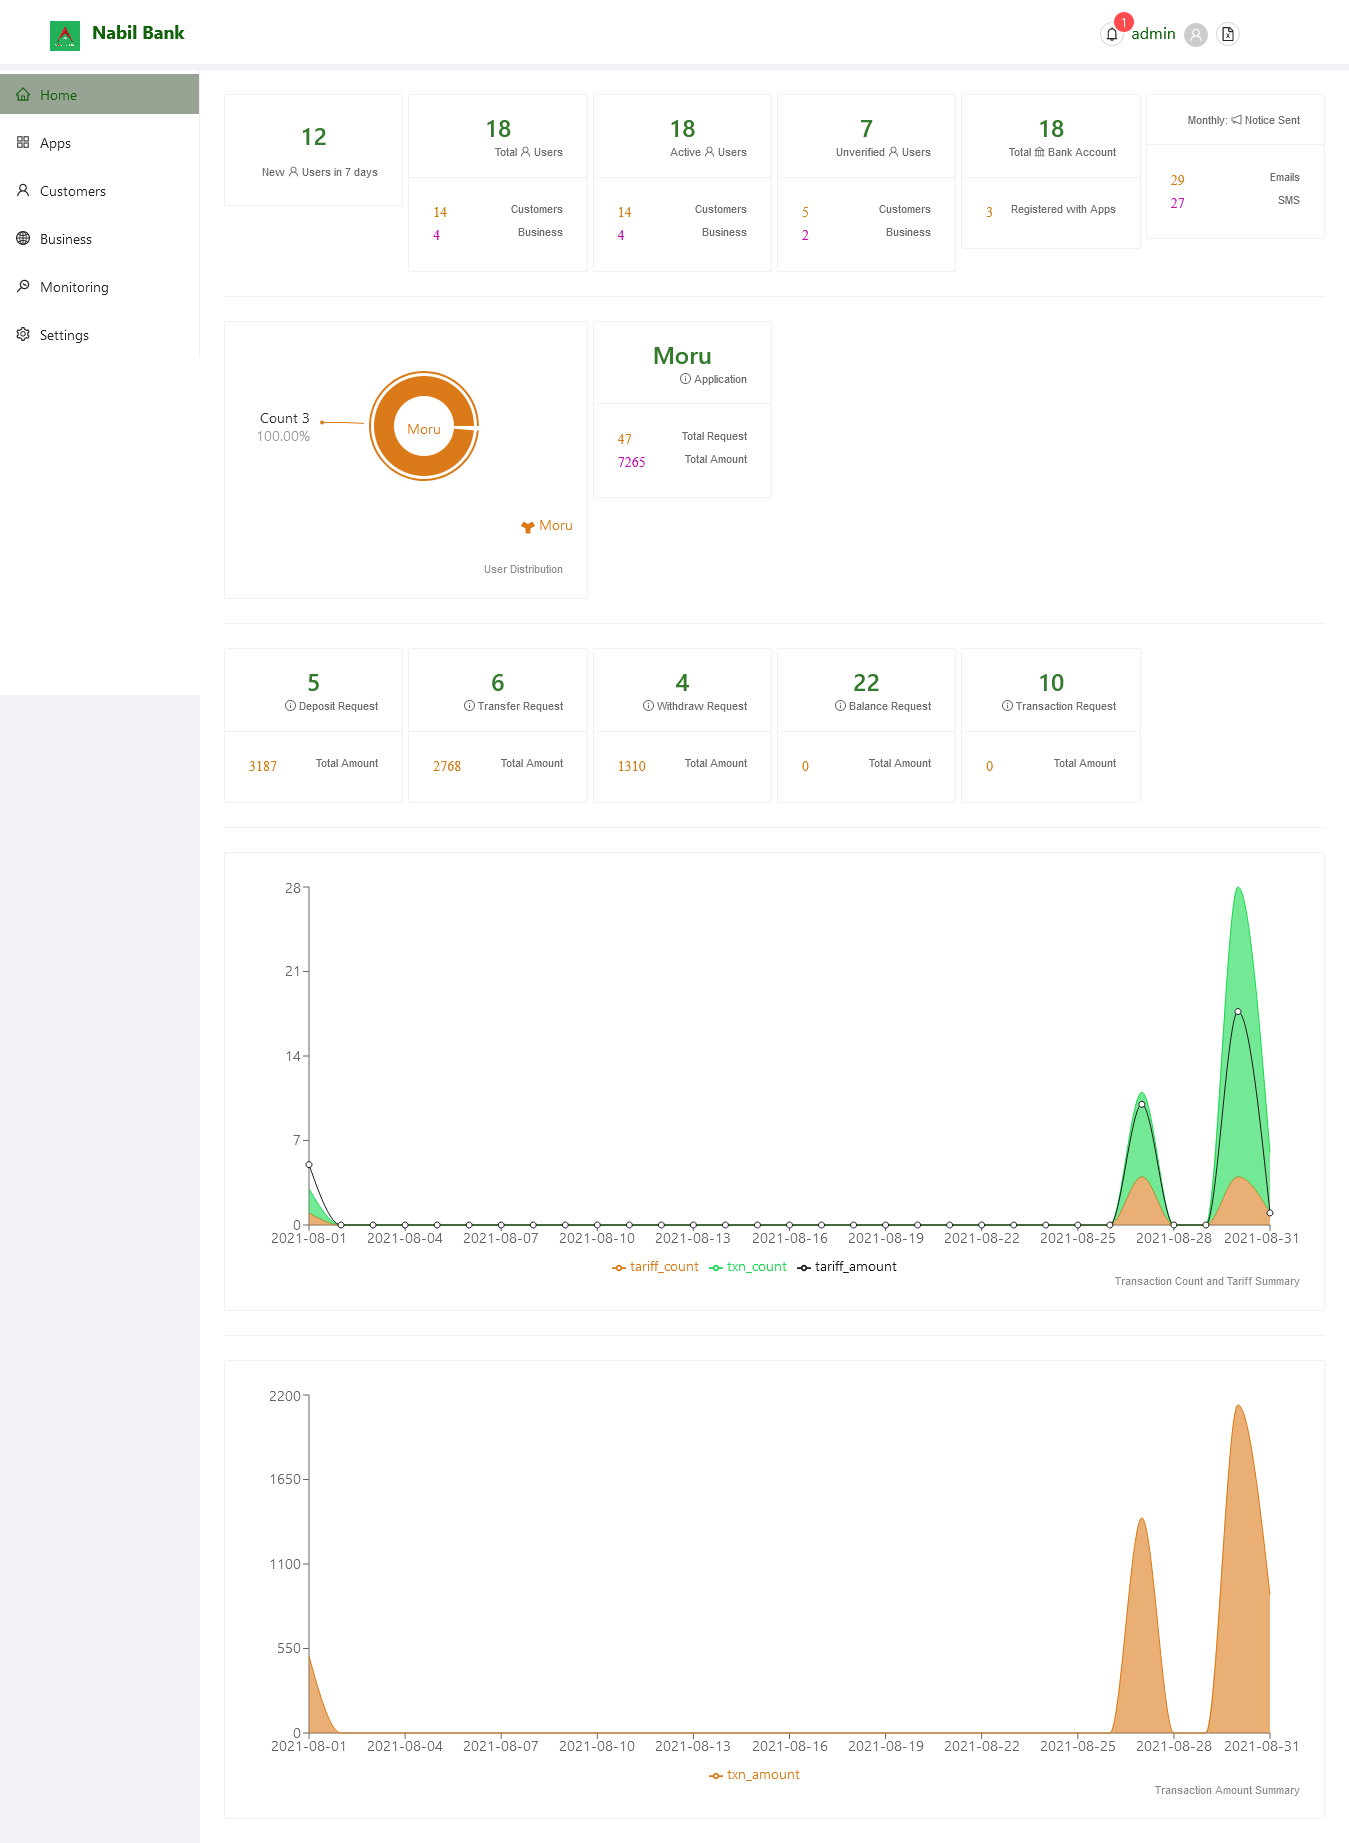 Nabil Bank
1
admin
Home
Apps
Customers
Business
Monitoring
Settings
12
New Users in 7 days
18
Total Users
14 Customers
4 Business
18
Active Users
14 Customers
4 Business
7
Unverified Users
5 Customers
2 Business
18
Total Bank Account
3 Registered with Apps
Monthly: Notice Sent
29 Emails
27 SMS
Count 3
100.00%
Moru
Moru
User Distribution
Moru
Application
47 Total Request
7265 Total Amount
5
Deposit Request
3187 Total Amount
6
Transfer Request
2768 Total Amount
4
Withdraw Request
1310 Total Amount
22
Balance Request
0 Total Amount
10
Transaction Request
0 Total Amount
28
21
14
7
0
2021-08-01 2021-08-04 2021-08-07 2021-08-10 2021-08-13 2021-08-16 2021-08-19 2021-08-22 2021-08-25 2021-08-28 2021-08-31
tariff_count txn_count tariff_amount
Transaction Count and Tariff Summary
2200
1650
1100
550
0
2021-08-01 2021-08-04 2021-08-07 2021-08-10 2021-08-13 2021-08-16 2021-08-19 2021-08-22 2021-08-25 2021-08-28 2021-08-31
txn_amount
Transaction Amount Summary